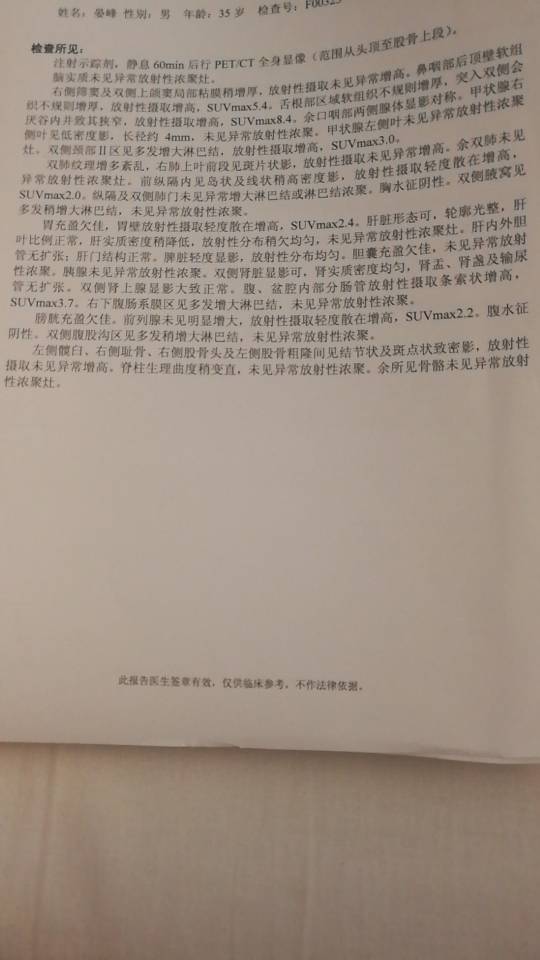 姓名：晏峰 性别：男 年龄：35 岁 检查号：F00325
检查所见：
注射示踪剂，静息 60min 后行 PET/CT 全身显像（范围从头顶至股骨上段）。
脑实质未见异常放射性浓聚灶。
右侧筛窦及双侧上颌窦局部粘膜稍增厚，放射性摄取未见异常增高。鼻咽部后顶壁软组
织不规则增厚，放射性摄取增高，SUVmax5.4。舌根部区域软组织不规则增厚，突入双侧会
厌谷内并致其狭窄，放射性摄取增高，SUVmax8.4。余口咽部两侧腺体显影对称。甲状腺右
侧叶见低密度影，长径约 4mm，未见异常放射性浓聚。甲状腺左侧叶未见异常放射性浓聚
灶。双侧颈部Ⅱ区见多发增大淋巴结，放射性摄取增高，SUVmax3.0。
双肺纹理增多紊乱，右肺上叶前段见斑片状影，放射性摄取未见异常增高。余双肺未见
异常放射性浓聚灶。前纵隔内见岛状及线状稍高密度影，放射性摄取轻度散在增高，
SUVmax2.0。纵隔及双侧肺门未见异常增大淋巴结或淋巴结浓聚。胸水征阴性。双侧腋窝见
多发稍增大淋巴结，未见异常放射性浓聚。
胃充盈欠佳，胃壁放射性摄取轻度散在增高，SUVmax2.4。肝脏形态可，轮廓光整，肝
叶比例正常，肝实质密度稍降低，放射性分布稍欠均匀，未见异常放射性浓聚灶。肝内外胆
管无扩张；肝门结构正常。脾脏轻度显影，放射性分布均匀。胆囊充盈欠佳，未见异常放射
性浓聚。胰腺未见异常放射性浓聚。双侧肾脏显影可，肾实质密度均匀，肾盂、肾盏及输尿
管无扩张。双侧肾上腺显影大致正常。腹、盆腔内部分肠管放射性摄取条索状增高，
SUVmax3.7。右下腹肠系膜区见多发增大淋巴结，未见异常放射性浓聚。
膀胱充盈欠佳。前列腺未见明显增大，放射性摄取轻度散在增高，SUVmax2.2。腹水征
阴性。双侧腹股沟区见多发稍增大淋巴结，未见异常放射性浓聚。
左侧髋臼、右侧耻骨、右侧股骨头及左侧股骨粗隆间见结节状及斑点状致密影，放射性
摄取未见异常增高。脊柱生理曲度稍变直，未见异常放射性浓聚。余所见骨骼未见异常放射
性浓聚灶。
此报告医生签章有效，仅供临床参考，不作法律依据。